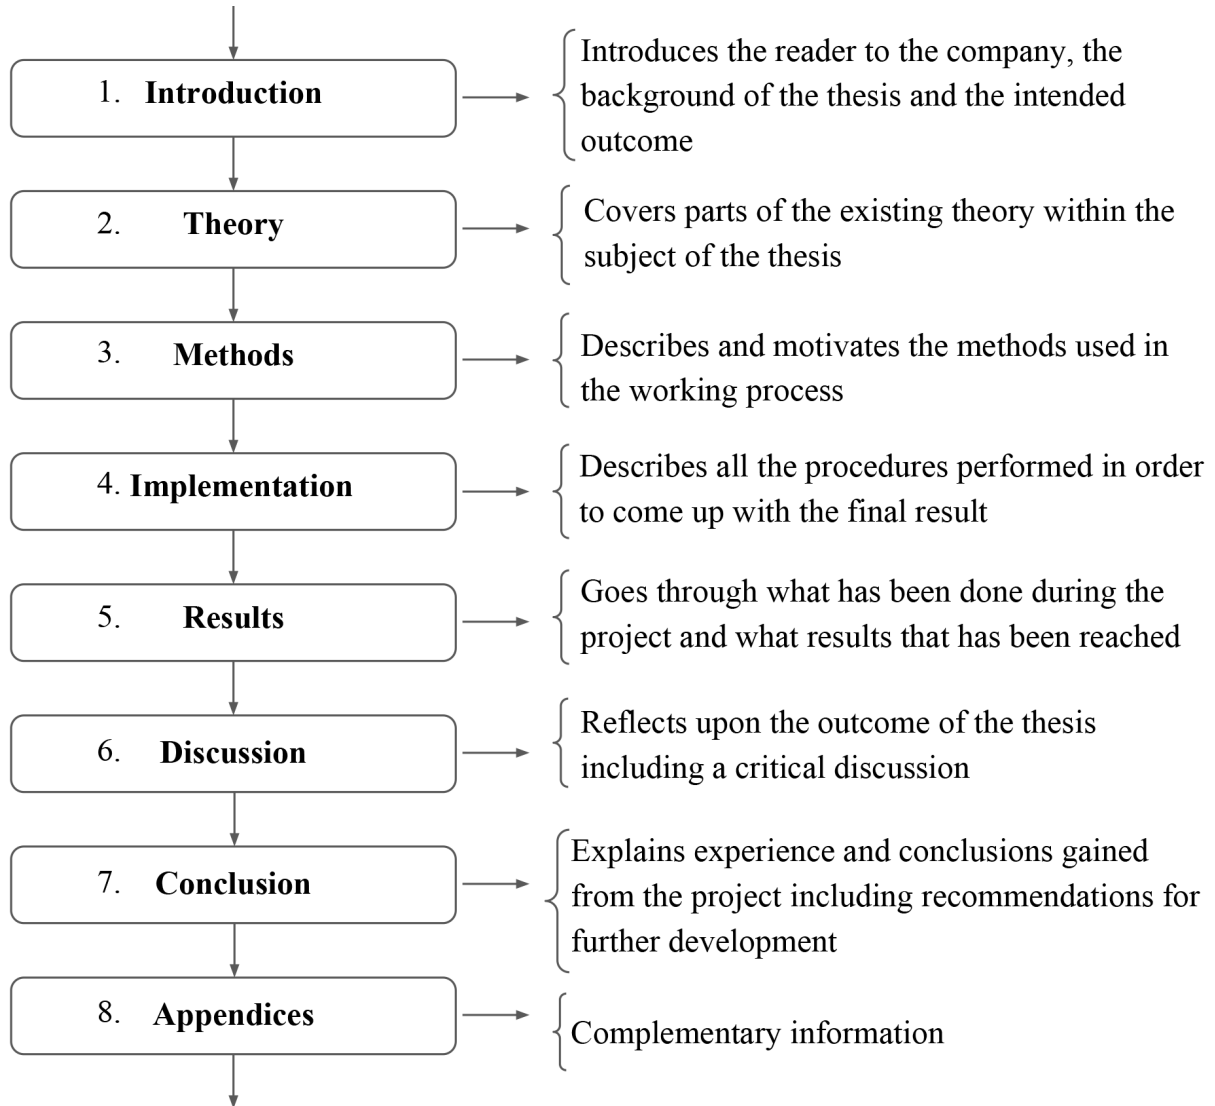 1. Introduction
Introduces the reader to the company, the
background of the thesis and the intended
outcome
2. Theory
Covers parts of the existing theory within the
subject of the thesis
3. Methods
Describes and motivates the methods used in
the working process
4. Implementation
Describes all the procedures performed in order
to come up with the final result
5. Results
Goes through what has been done during the
project and what results that has been reached
6. Discussion
Reflects upon the outcome of the thesis
including a critical discussion
7. Conclusion
Explains experience and conclusions gained
from the project including recommendations for
further development
8. Appendices
Complementary information